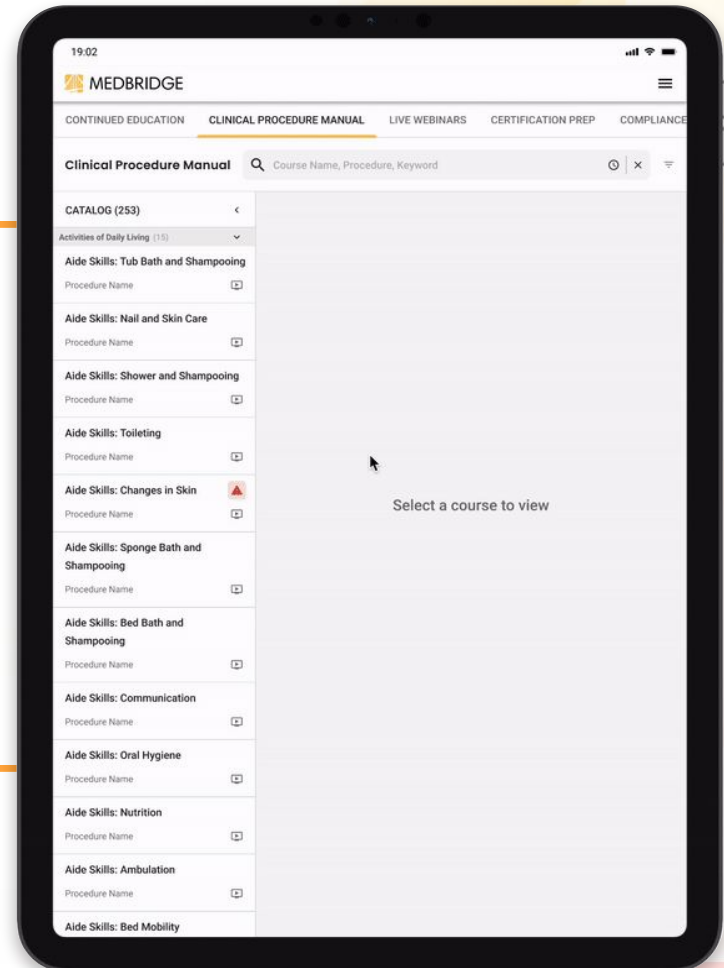 19:02
MEDBRIDGE
CONTINUED EDUCATION CLINICAL PROCEDURE MANUAL LIVE WEBINARS CERTIFICATION PREP COMPLIANCE
Clinical Procedure Manual Course Name, Procedure, Keyword
CATALOG (253)
Activities of Daily Living (15)
Aide Skills: Tub Bath and Shampooing
Procedure Name
Aide Skills: Nail and Skin Care
Procedure Name
Aide Skills: Shower and Shampooing
Procedure Name
Aide Skills: Toileting
Procedure Name
Aide Skills: Changes in Skin
Procedure Name
Select a course to view
Aide Skills: Sponge Bath and
Shampooing
Procedure Name
Aide Skills: Bed Bath and
Shampooing
Procedure Name
Aide Skills: Communication
Procedure Name
Aide Skills: Oral Hygiene
Procedure Name
Aide Skills: Nutrition
Procedure Name
Aide Skills: Ambulation
Procedure Name
Aide Skills: Bed Mobility